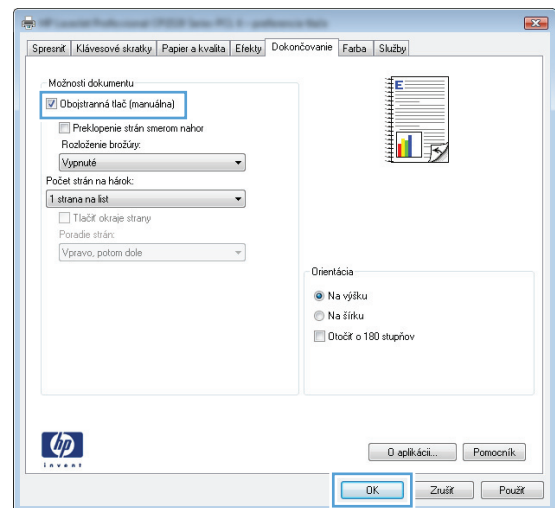 Spresniť Klávesové skratky Papier a kvalita Efekty Dokončovanie Farba Služby
Možnosti dokumentu
Obojstranná tlač (manuálna)
Preklopenie strán smerom nahor
Rozloženie brožúry:
Vypnuté
Počet strán na hárok:
1 strana na list
Tlačiť okraje strany
Poradie strán:
Vpravo, potom dole
E
Orientácia
Na výšku
Na šírku
Otočiť o 180 stupňov
hp
invent
O aplikácii... Pomocník
OK Zrušiť Použiť